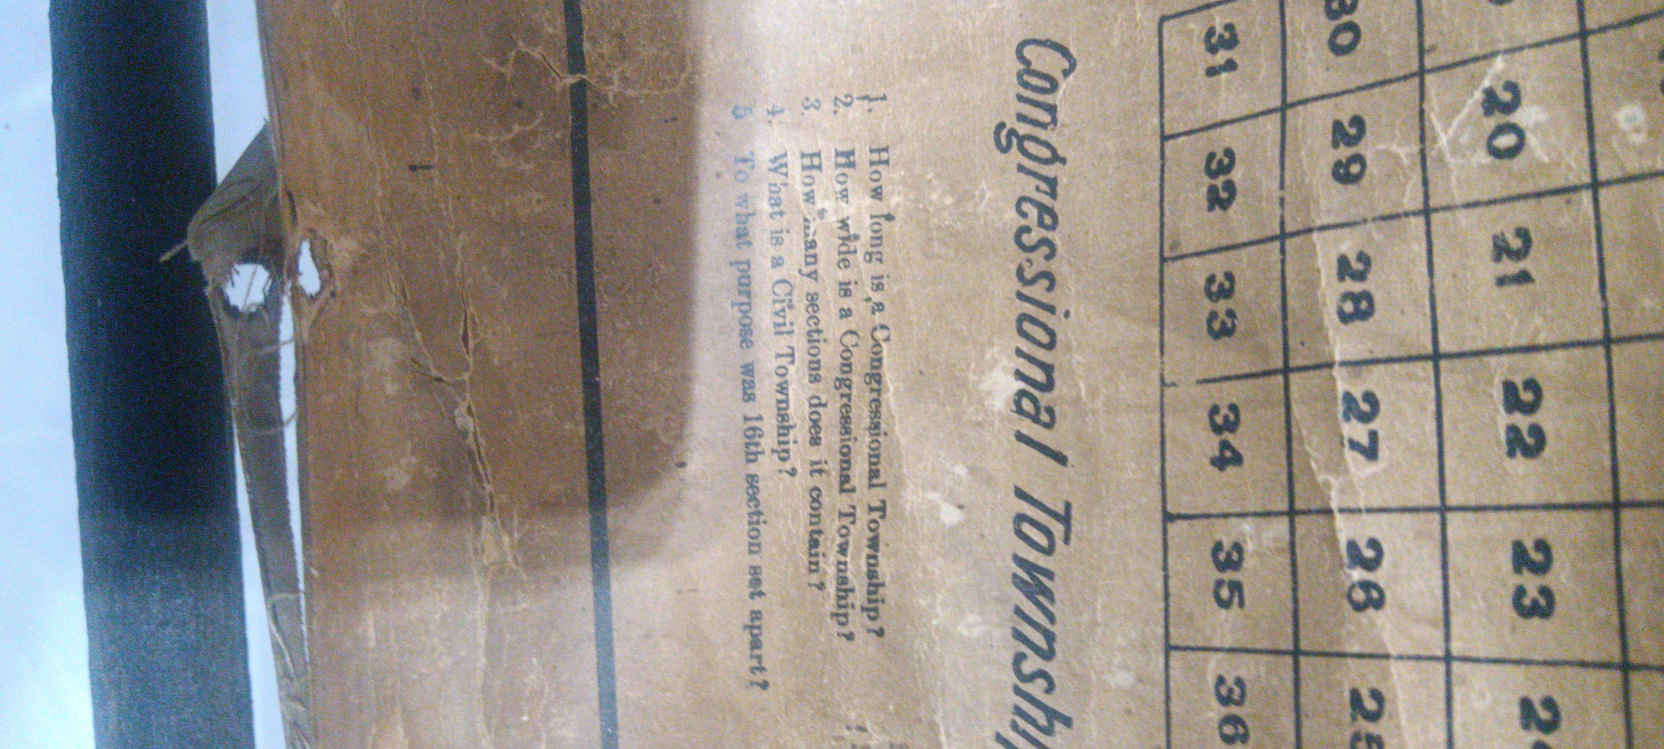 20 21 22 23
30 29 28 27 26 25
31 32 33 34 35 36
Congressional Township
1. How long is a Congressional Township?
2. How wide is a Congressional Township?
3. How many sections does it contain?
4. What is a Civil Township?
5 To what purpose was 16th section set apart?